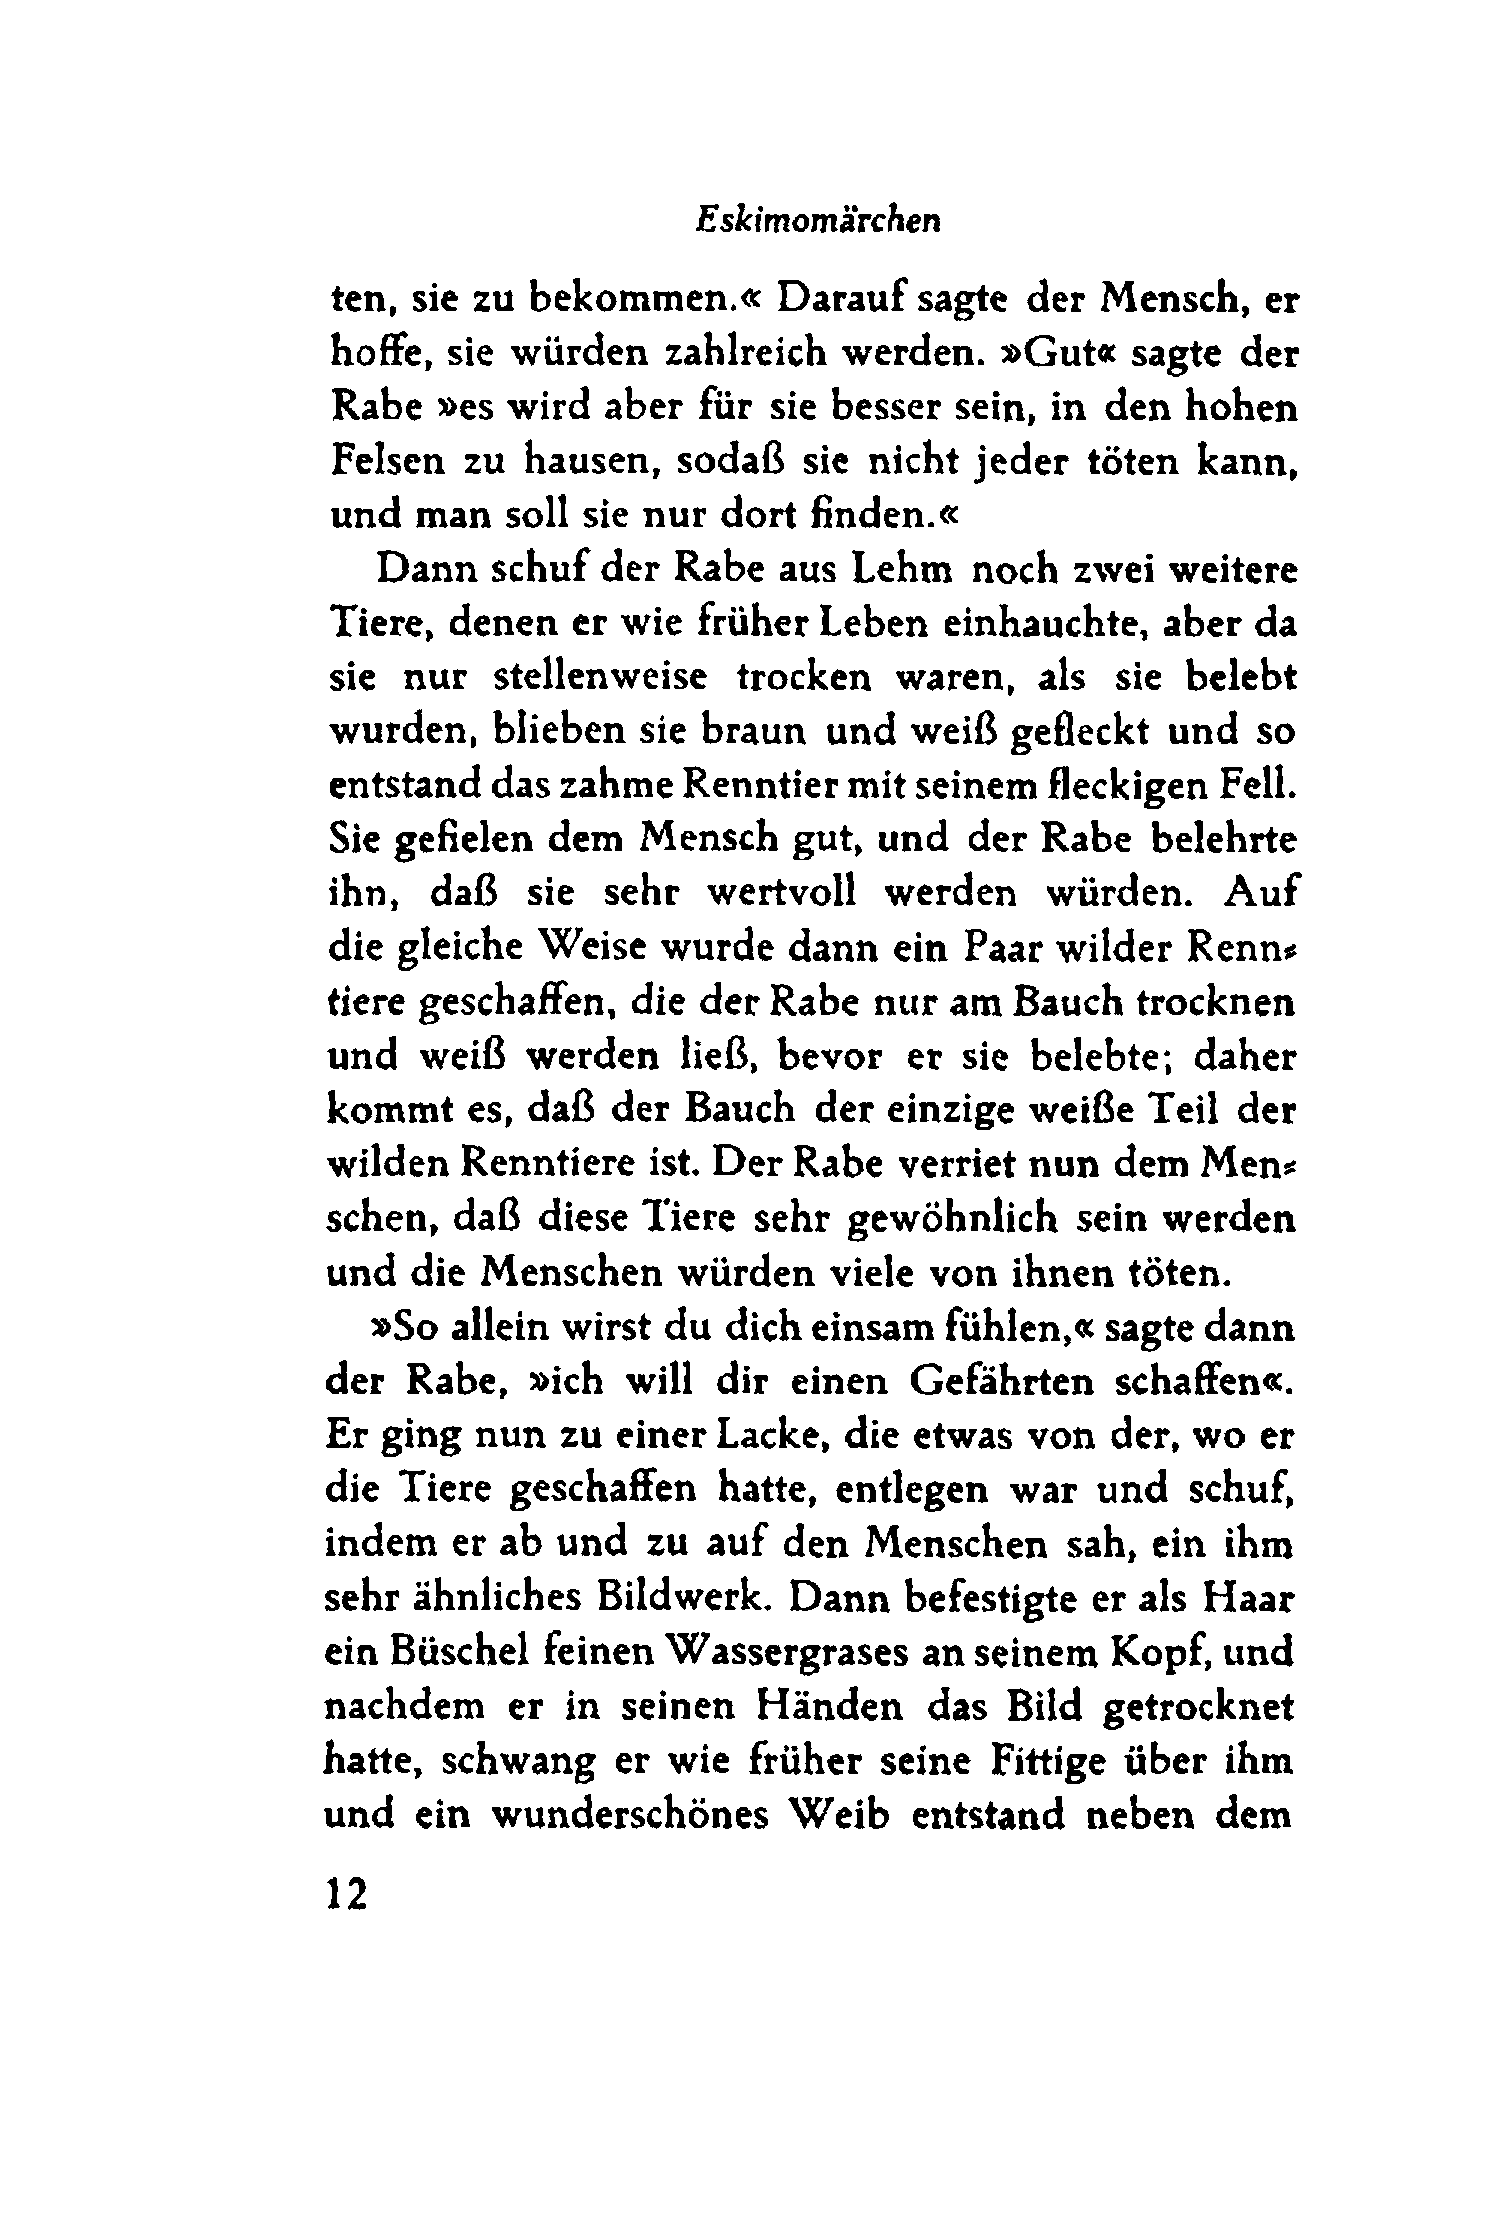 Eskimomärchen
ten, sie zu bekommen.« Darauf sagte der Mensch, er
hoffe, sie würden zahlreich werden. »Gut« sagte der
Rabe »es wird aber für sie besser sein, in den hohen
Felsen zu hausen, sodaß sie nicht jeder töten kann,
und man soll sie nur dort finden.«
Dann schuf der Rabe aus Lehm noch zwei weitere
Tiere, denen er wie früher Leben einhauchte, aber da
sie nur stellenweise trocken waren, als sie belebt
wurden, blieben sie braun und weiß gefleckt und so
entstand das zahme Renntier mit seinem fleckigen Fell.
Sie gefielen dem Mensch gut, und der Rabe belehrte
ihn, daß sie sehr wertvoll werden würden. Auf
die gleiche Weise wurde dann ein Paar wilder Renn-
tiere geschaffen, die der Rabe nur am Bauch trocknen
und weiß werden ließ, bevor er sie belebte; daher
kommt es, daß der Bauch der einzige weiße Teil der
wilden Renntiere ist. Der Rabe verriet nun dem Men-
schen, daß diese Tiere sehr gewöhnlich sein werden
und die Menschen würden viele von ihnen töten.
»So allein wirst du dich einsam fühlen,« sagte dann
der Rabe, »ich will dir einen Gefährten schaffen«.
Er ging nun zu einer Lacke, die etwas von der, wo er
die Tiere geschaffen hatte, entlegen war und schuf,
indem er ab und zu auf den Menschen sah, ein ihm
sehr ähnliches Bildwerk. Dann befestigte er als Haar
ein Büschel feinen Wassergrases an seinem Kopf, und
nachdem er in seinen Händen das Bild getrocknet
hatte, schwang er wie früher seine Fittige über ihm
und ein wunderschönes Weib entstand neben dem
12